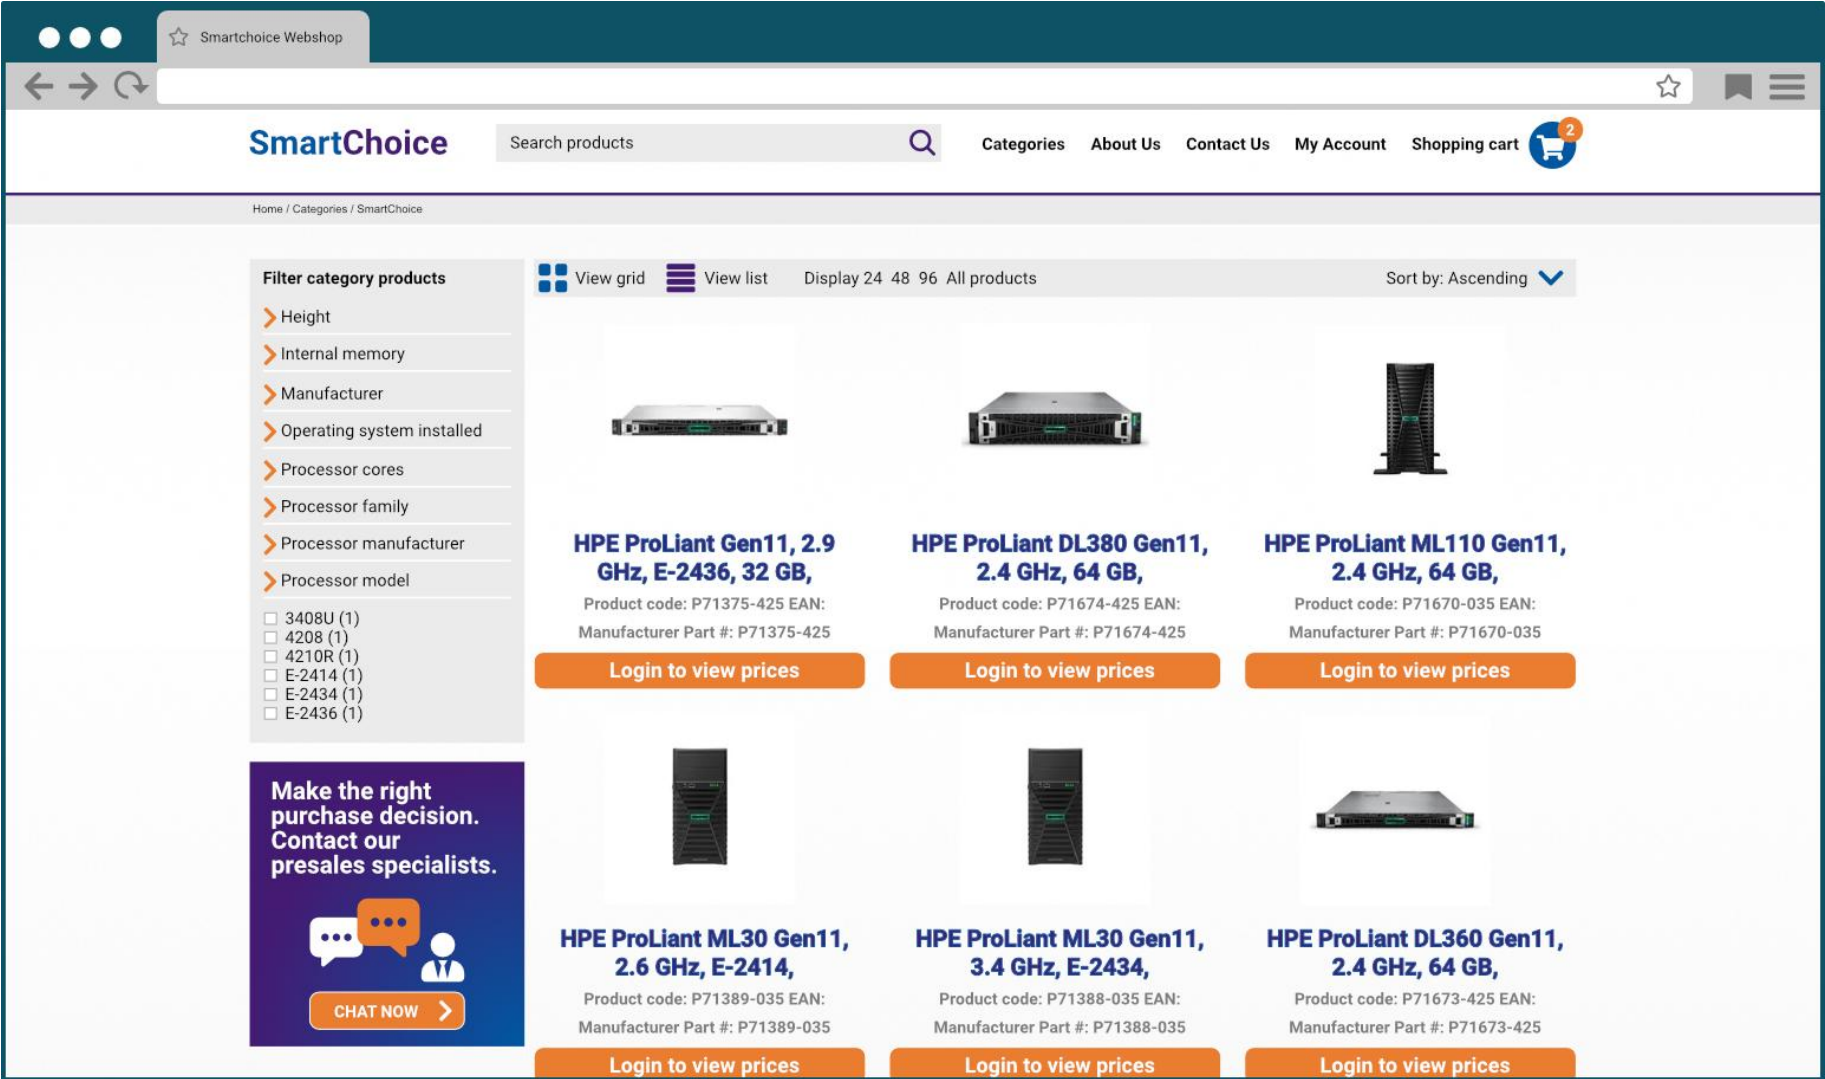 Smartchoice Webshop
SmartChoice
Search products
Categories About Us Contact Us My Account Shopping cart 2
Home / Categories / SmartChoice
Filter category products
Height
Internal memory
Manufacturer
Operating system installed
Processor cores
Processor family
Processor manufacturer
Processor model
3408U (1)
4208 (1)
4210R (1)
E-2414 (1)
E-2434 (1)
E-2436 (1)
Make the right
purchase decision.
Contact our
presales specialists.
CHAT NOW
View grid View list Display 24 48 96 All products Sort by: Ascending
HPE ProLiant Gen11, 2.9
GHz, E-2436, 32 GB,
Product code: P71375-425 EAN:
Manufacturer Part #: P71375-425
Login to view prices
HPE ProLiant DL380 Gen11,
2.4 GHz, 64 GB,
Product code: P71674-425 EAN:
Manufacturer Part #: P71674-425
Login to view prices
HPE ProLiant ML110 Gen11,
2.4 GHz, 64 GB,
Product code: P71670-035 EAN:
Manufacturer Part #: P71670-035
Login to view prices
HPE ProLiant ML30 Gen11,
2.6 GHz, E-2414,
Product code: P71389-035 EAN:
Manufacturer Part #: P71389-035
Login to view prices
HPE ProLiant ML30 Gen11,
3.4 GHz, E-2434,
Product code: P71388-035 EAN:
Manufacturer Part #: P71388-035
Login to view prices
HPE ProLiant DL360 Gen11,
2.4 GHz, 64 GB,
Product code: P71673-425 EAN:
Manufacturer Part #: P71673-425
Login to view prices